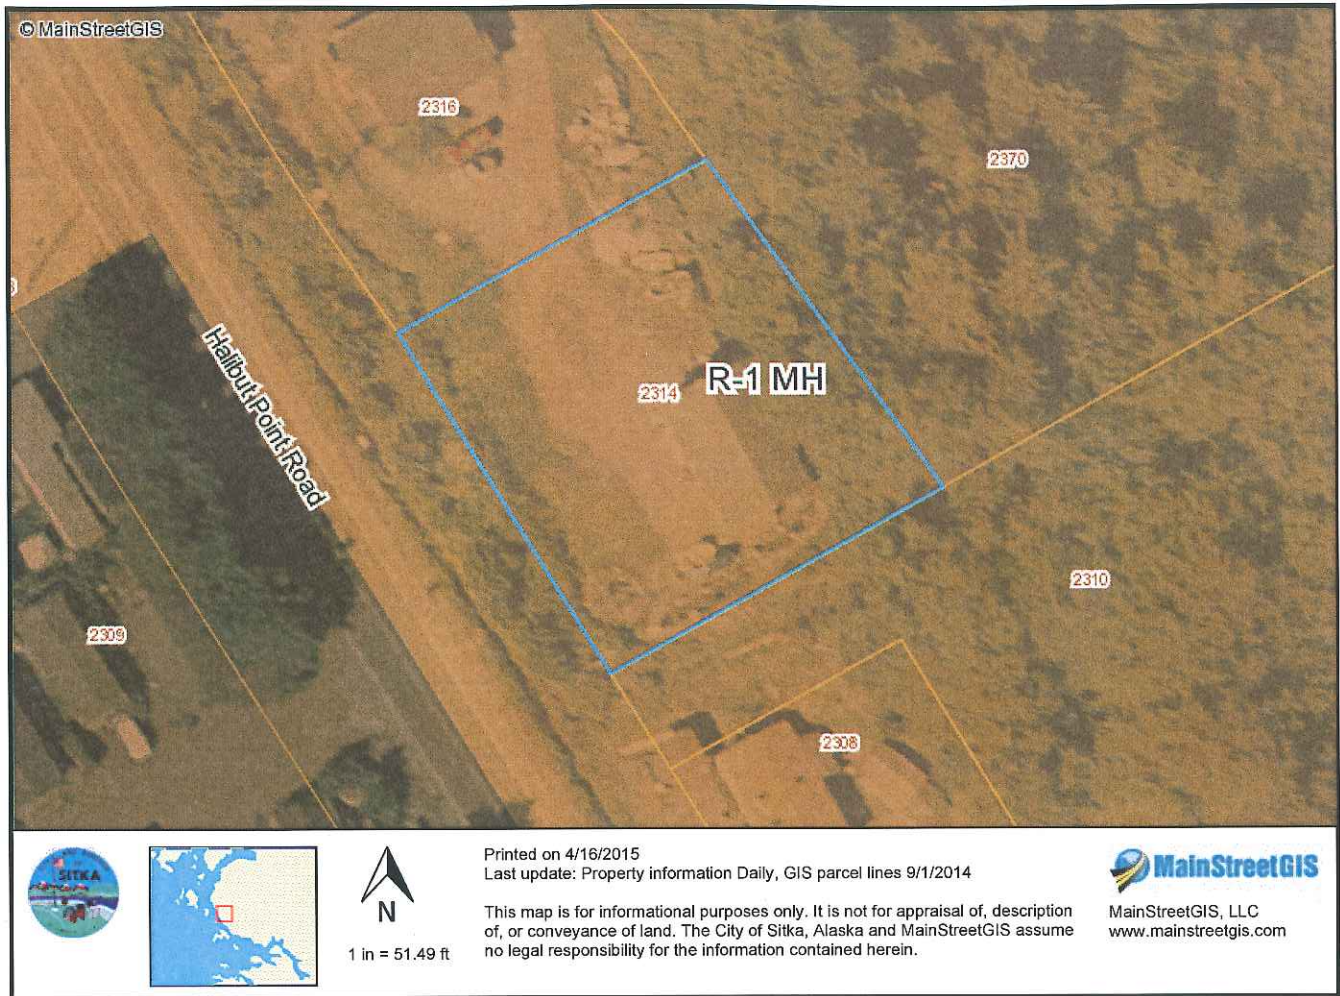 © MainStreetGIS
2316
2370
Halibut Point Road
R-1 MH
2314
2310
2309
2308
SITKA
N
1 in = 51.49 ft
Printed on 4/16/2015
Last update: Property information Daily, GIS parcel lines 9/1/2014
This map is for informational purposes only. It is not for appraisal of, description
of, or conveyance of land. The City of Sitka, Alaska and MainStreetGIS assume
no legal responsibility for the information contained herein.
MainStreetGIS
MainStreetGIS, LLC
www.mainstreetgis.com